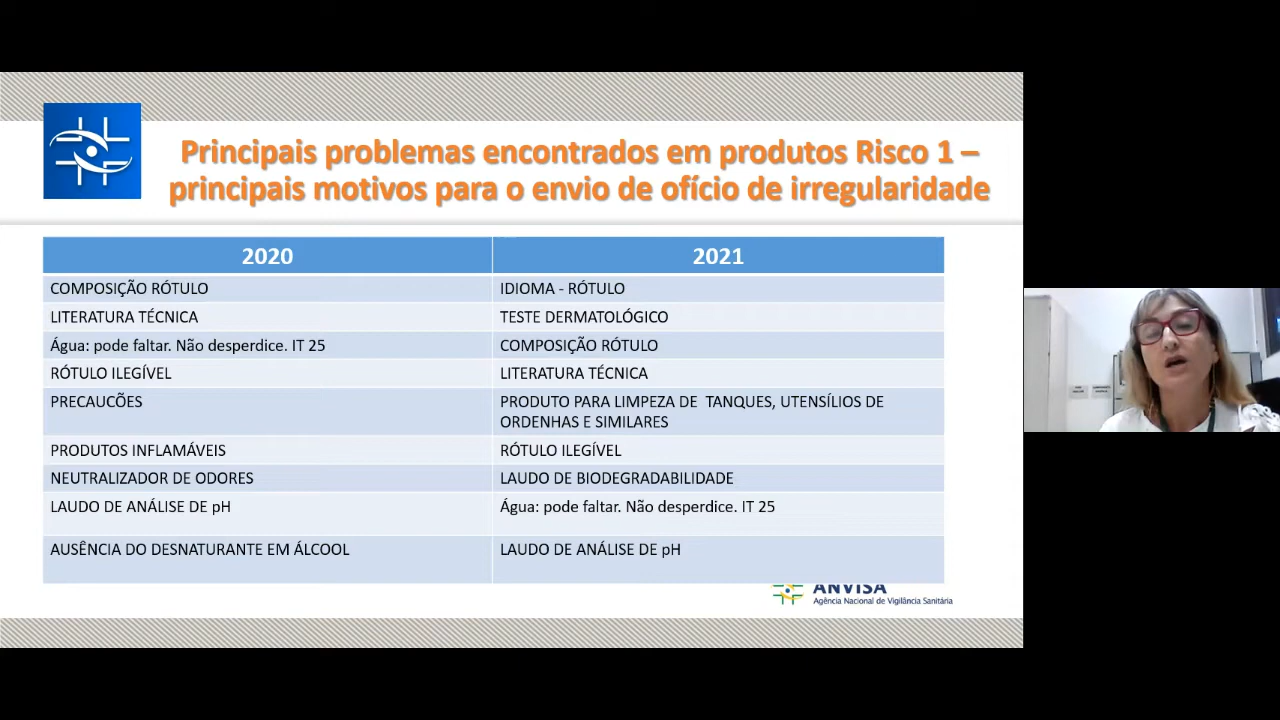 Principais problemas encontrados em produtos Risco 1 –
principais motivos para o envio de ofício de irregularidade
2020
2021
COMPOSIÇÃO RÓTULO
IDIOMA - RÓTULO
LITERATURA TÉCNICA
TESTE DERMATOLÓGICO
Água: pode faltar. Não desperdice. IT 25
COMPOSIÇÃO RÓTULO
RÓTULO ILEGÍVEL
LITERATURA TÉCNICA
PRECAUCÕES
PRODUTO PARA LIMPEZA DE TANQUES, UTENSÍLIOS DE
ORDENHAS E SIMILARES
PRODUTOS INFLAMÁVEIS
RÓTULO ILEGÍVEL
NEUTRALIZADOR DE ODORES
LAUDO DE BIODEGRADABILIDADE
LAUDO DE ANÁLISE DE pH
Água: pode faltar. Não desperdice. IT 25
AUSÊNCIA DO DESNATURANTE EM ÁLCOOL
LAUDO DE ANÁLISE DE pH
ANVISA
Agência Nacional de Vigilância Sanitária